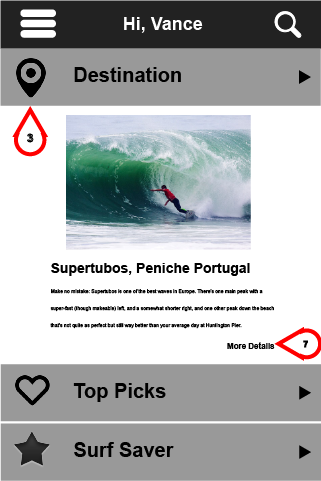 Hi, Vance
Destination
3
Supertubos, Peniche Portugal
Make no mistake: Supertubos is one of the best waves in Europe. There's one main peak with a
super-fast (though makeable) left, and a somewhat shorter right, and one other peak down the beach
that's not quite as perfect but still way better than your average day at Huntington Pier.
More Details
7
Top Picks
Surf Saver